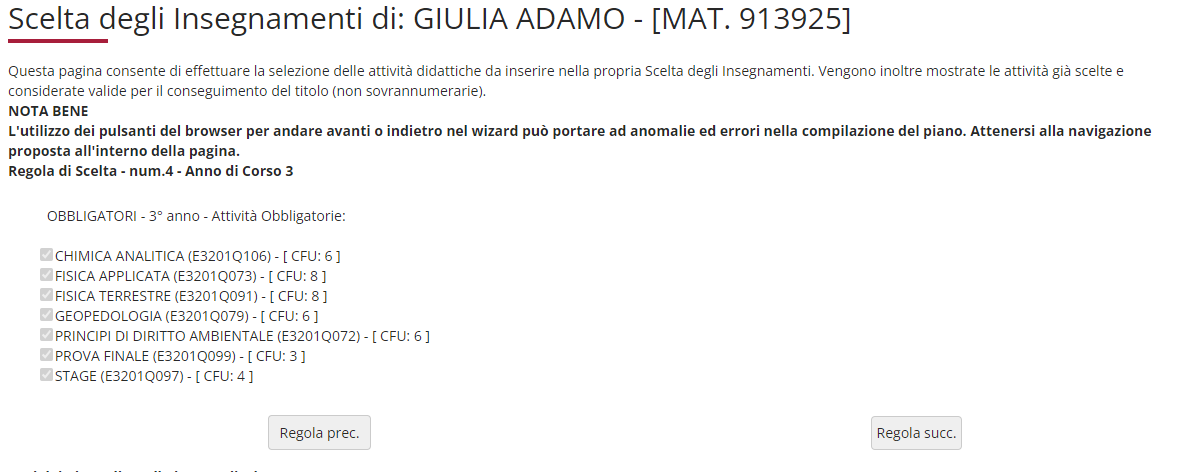 Scelta degli Insegnamenti di: GIULIA ADAMO - [MAT. 913925]
Questa pagina consente di effettuare la selezione delle attività didattiche da inserire nella propria Scelta degli Insegnamenti. Vengono inoltre mostrate le attività già scelte e
considerate valide per il conseguimento del titolo (non sovrannumerarie).
NOTA BENE
L'utilizzo dei pulsanti del browser per andare avanti o indietro nel wizard può portare ad anomalie ed errori nella compilazione del piano. Attenersi alla navigazione
proposta all'interno della pagina.
Regola di Scelta - num.4 - Anno di Corso 3
OBBLIGATORI - 3° anno - Attività Obbligatorie:
CHIMICA ANALITICA (E3201Q106) - [ CFU: 6 ]
FISICA APPLICATA (E3201Q073) - [ CFU: 8 ]
FISICA TERRESTRE (E3201Q091) - [ CFU: 8 ]
GEOPEDOLOGIA (E3201Q079) - [ CFU: 6 ]
PRINCIPI DI DIRITTO AMBIENTALE (E3201Q072) - [ CFU: 6 ]
PROVA FINALE (E3201Q099) - [ CFU: 3 ]
STAGE (E3201Q097) - [ CFU: 4 ]
Regola prec.
Regola succ.